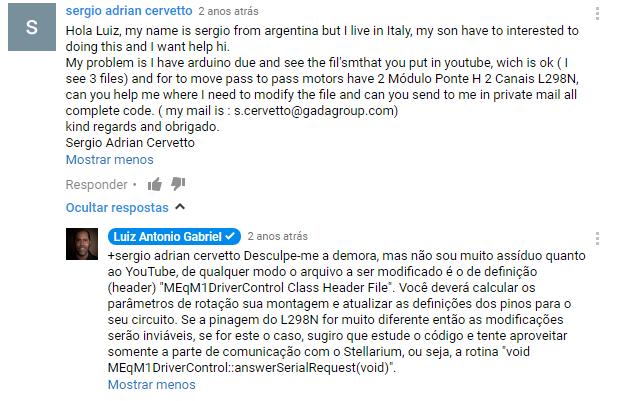 S
sergio adrian cervetto 2 anos atrás
Hola Luiz, my name is sergio from argentina but I live in Italy, my son have to interested to
doing this and I want help hi.
My problem is I have arduino due and see the fil'smthat you put in youtube, wich is ok ( I
see 3 files) and for to move pass to pass motors have 2 Módulo Ponte H 2 Canais L298N,
can you help me where I need to modify the file and can you send to me in private mail all
complete code. ( my mail is : s.cervetto@gadagroup.com)
kind regards and obrigado.
Sergio Adrian Cervetto
Mostrar menos
Responder •
Ocultar respostas
Luiz Antonio Gabriel 2 anos atrás
+sergio adrian cervetto Desculpe-me a demora, mas não sou muito assíduo quanto
ao YouTube, de qualquer modo o arquivo a ser modificado é o de definição
(header) "MEqM1DriverControl Class Header File". Você deverá calcular os
parâmetros de rotação sua montagem e atualizar as definições dos pinos para o
seu circuito. Se a pinagem do L298N for muito diferente então as modificações
serão inviáveis, se for este o caso, sugiro que estude o código e tente aproveitar
somente a parte de comunicação com o Stellarium, ou seja, a rotina "void
MEqM1DriverControl::answerSerialRequest(void)".
Mostrar menos